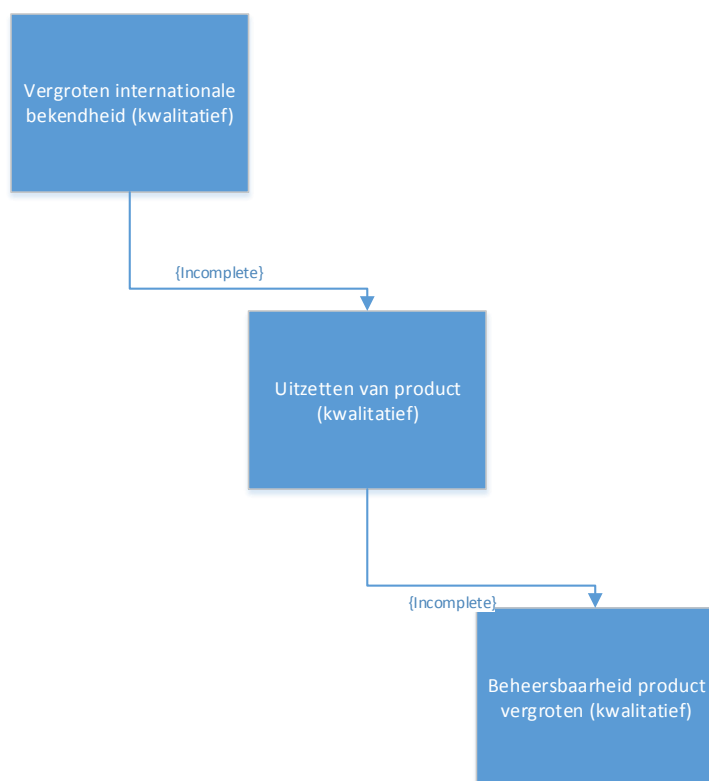 Vergroten internationale
bekendheid (kwalitatief)
{Incomplete}
Uitzetten van product
(kwalitatief)
{Incomplete}
Beheersbaarheid product
vergroten (kwalitatief)